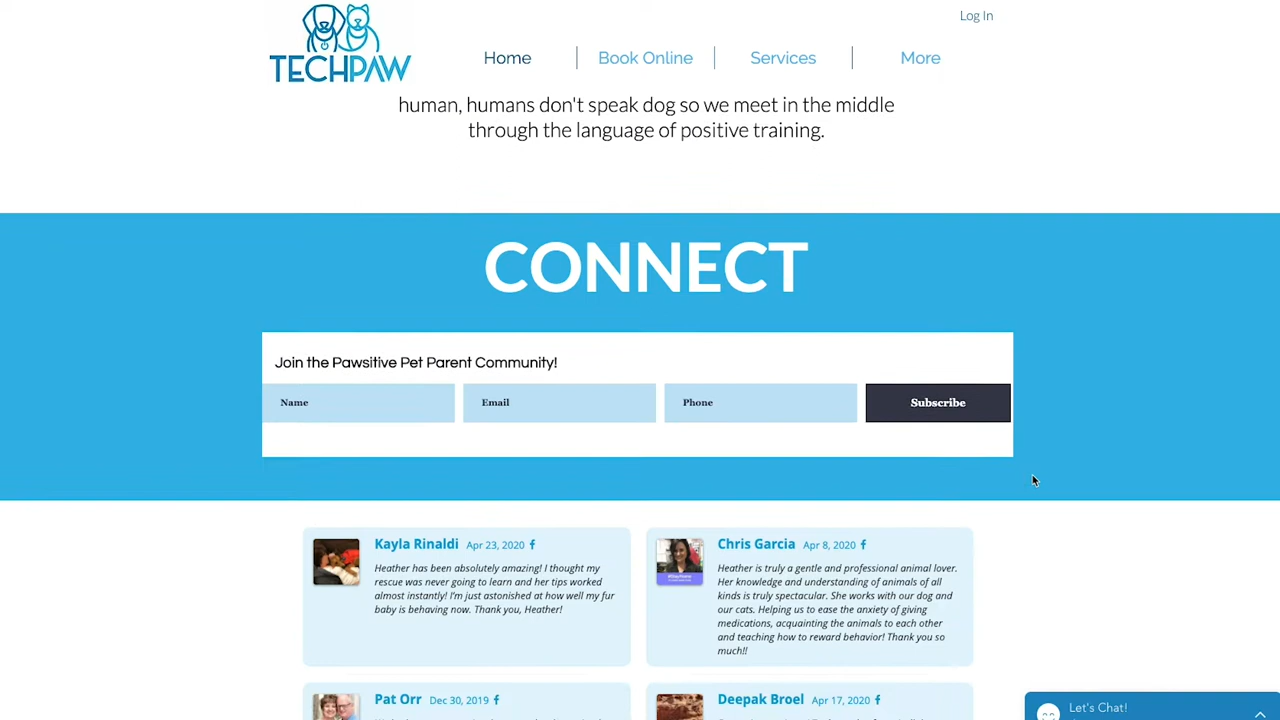 Log In
TECHPAW
Home
Book Online
Services
More
human, humans don't speak dog so we meet in the middle
through the language of positive training.
CONNECT
Join the Pawsitive Pet Parent Community!
Name
Email
Phone
Subscribe
Kayla Rinaldi Apr 23, 2020 f
Heather has been absolutely amazing! I thought my
rescue was never going to learn and her tips worked
almost instantly! I'm just astonished at how well my fur
baby is behaving now. Thank you, Heather!
Chris Garcia Apr 8, 2020 f
Heather is truly a gentle and professional animal lover.
Her knowledge and understanding of animals of all
kinds is truly spectacular. She works with our dog and
our cats. Helping us to ease the anxiety of giving
medications, acquainting the animals to each other
and teaching how to reward behavior! Thank you so
much!!
Pat Orr Dec 30, 2019 f
Deepak Broel Apr 17, 2020 f
Let's Chat!